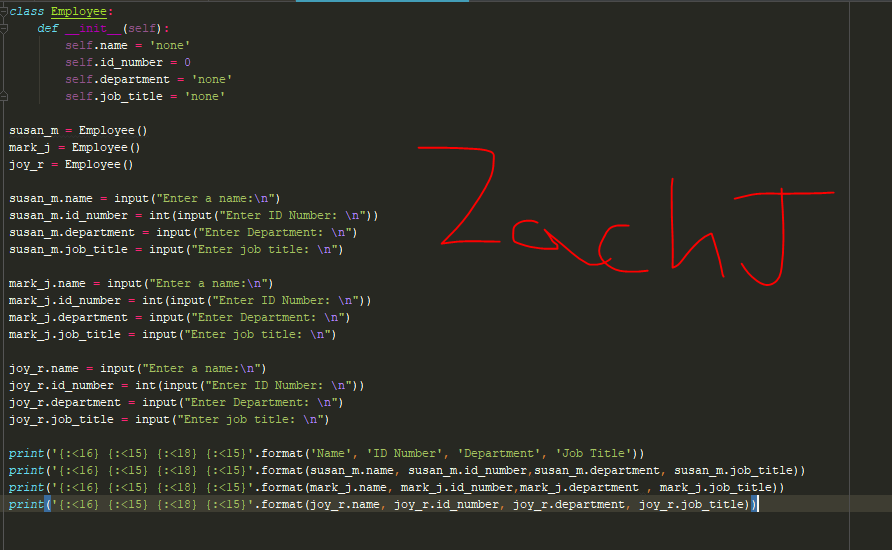 class Employee:
    def __init__(self):
        self.name = 'none'
        self.id_number = 0
        self.department = 'none'
        self.job_title = 'none'

susan_m = Employee()
mark_j = Employee()
joy_r = Employee()

susan_m.name = input("Enter a name:\n")
susan_m.id_number = int(input("Enter ID Number: \n"))
susan_m.department = input("Enter Department: \n")
susan_m.job_title = input("Enter job title: \n")

mark_j.name = input("Enter a name:\n")
mark_j.id_number = int(input("Enter ID Number: \n"))
mark_j.department = input("Enter Department: \n")
mark_j.job_title = input("Enter job title: \n")

joy_r.name = input("Enter a name:\n")
joy_r.id_number = int(input("Enter ID Number: \n"))
joy_r.department = input("Enter Department: \n")
joy_r.job_title = input("Enter job title: \n")

print('{:<16} {:<15} {:<18} {:<15}'.format('Name', 'ID Number', 'Department', 'Job Title'))
print('{:<16} {:<15} {:<18} {:<15}'.format(susan_m.name, susan_m.id_number,susan_m.department, susan_m.job_title))
print('{:<16} {:<15} {:<18} {:<15}'.format(mark_j.name, mark_j.id_number,mark_j.department , mark_j.job_title))
print('{:<16} {:<15} {:<18} {:<15}'.format(joy_r.name, joy_r.id_number, joy_r.department, joy_r.job_title))
Zach J